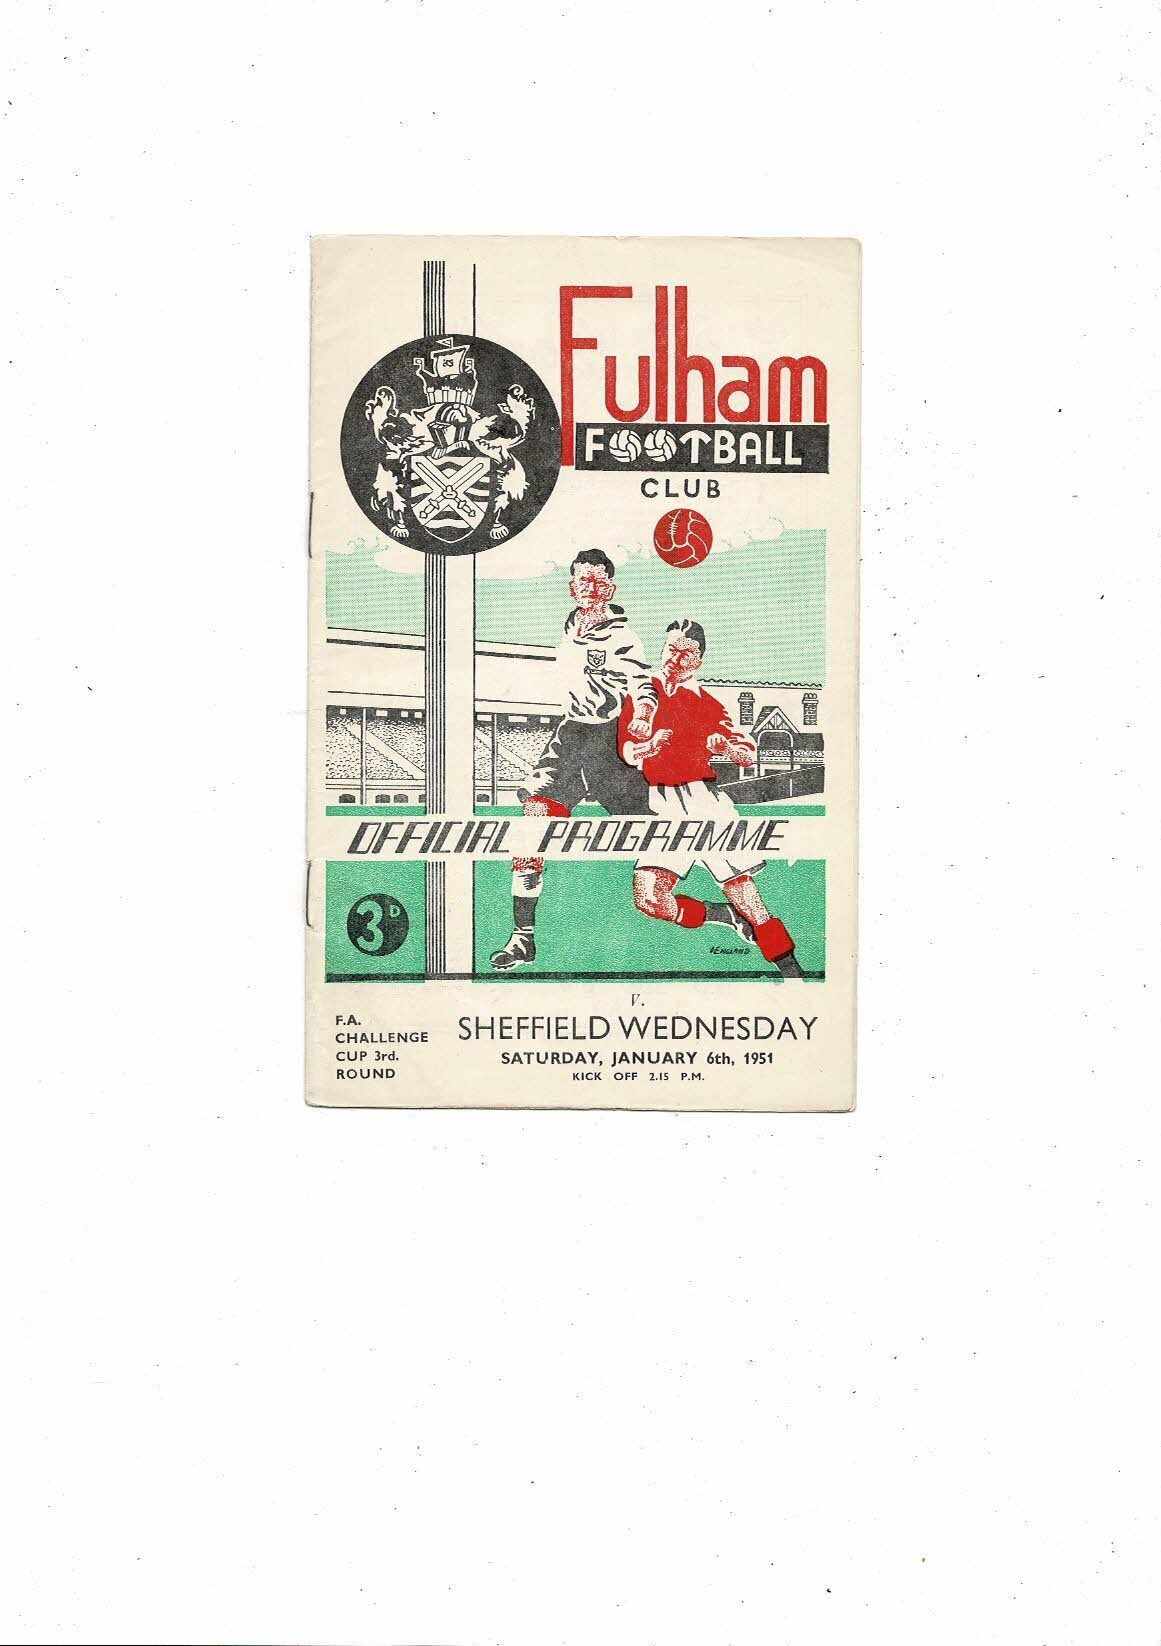 Fulham
FOOTBALL
CLUB
OFFICIAL PROGRAMME
3D
ENGLAND
V.
F.A.
CHALLENGE
CUP 3rd.
ROUND
SHEFFIELD WEDNESDAY
SATURDAY, JANUARY 6th, 1951
KICK OFF 2.15 P.M.